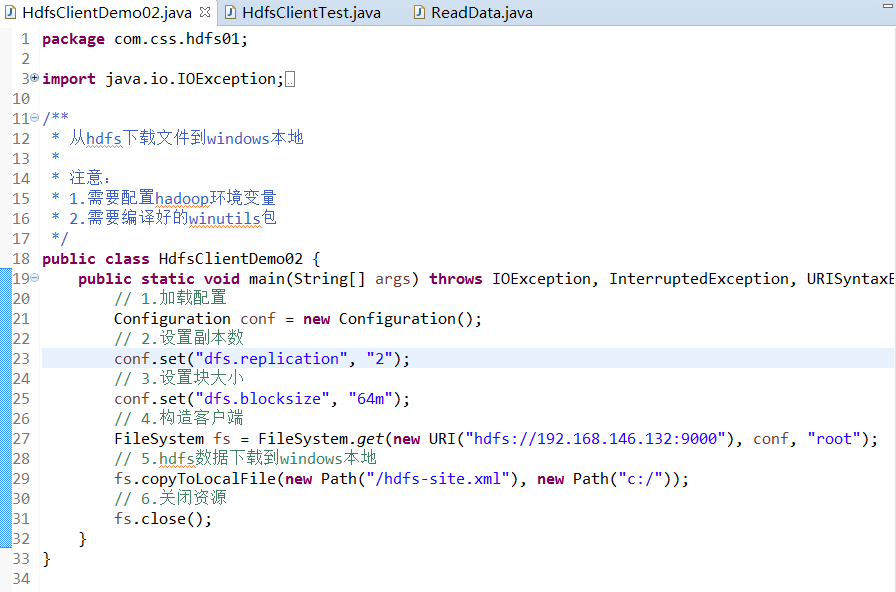 HdfsClientDemo02.java HdfsClientTest.java ReadData.java
1 package com.css.hdfs01;
2
3 import java.io.IOException;
10
11 /**
12 * 从hdfs下载文件到windows本地
13 *
14 * 注意:
15 * 1.需要配置hadoop环境变量
16 * 2.需要编译好的winutils包
17 */
18 public class HdfsClientDemo02 {
19 public static void main(String[] args) throws IOException, InterruptedException, URISyntaxE
20 // 1.加载配置
21 Configuration conf = new Configuration();
22 // 2.设置副本数
23 conf.set("dfs.replication", "2");
24 // 3.设置块大小
25 conf.set("dfs.blocksize", "64m");
26 // 4.构造客户端
27 FileSystem fs = FileSystem.get(new URI("hdfs://192.168.146.132:9000"), conf, "root");
28 // 5.hdfs数据下载到windows本地
29 fs.copyToLocalFile(new Path("/hdfs-site.xml"), new Path("c:/"));
30 // 6.关闭资源
31 fs.close();
32 }
33 }
34